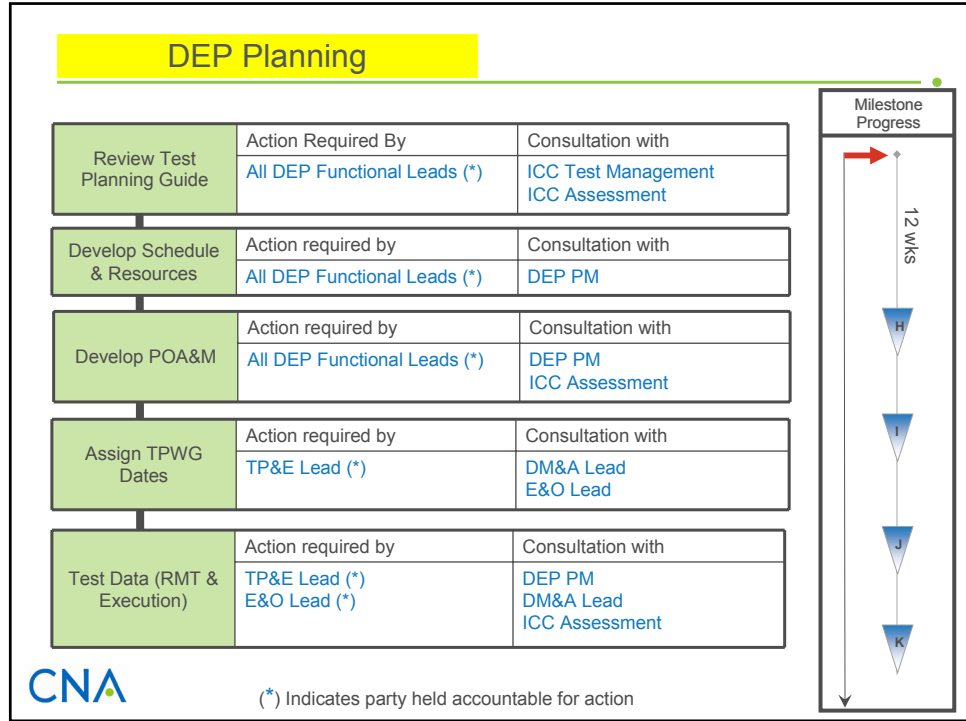 DEP Planning
Milestone
Progress
Review Test
Planning Guide
Action Required By
Consultation with
All DEP Functional Leads (*)
ICC Test Management
ICC Assessment
Develop Schedule
& Resources
Action required by
Consultation with
All DEP Functional Leads (*)
DEP PM
Develop POA&M
Action required by
Consultation with
All DEP Functional Leads (*)
DEP PM
ICC Assessment
Assign TPWG
Dates
Action required by
Consultation with
TP&E Lead (*)
DM&A Lead
E&O Lead
Test Data (RMT &
Execution)
Action required by
Consultation with
TP&E Lead (*)
E&O Lead (*)
DEP PM
DM&A Lead
ICC Assessment
12 wks
H
I
J
K
CNA
(*) Indicates party held accountable for action